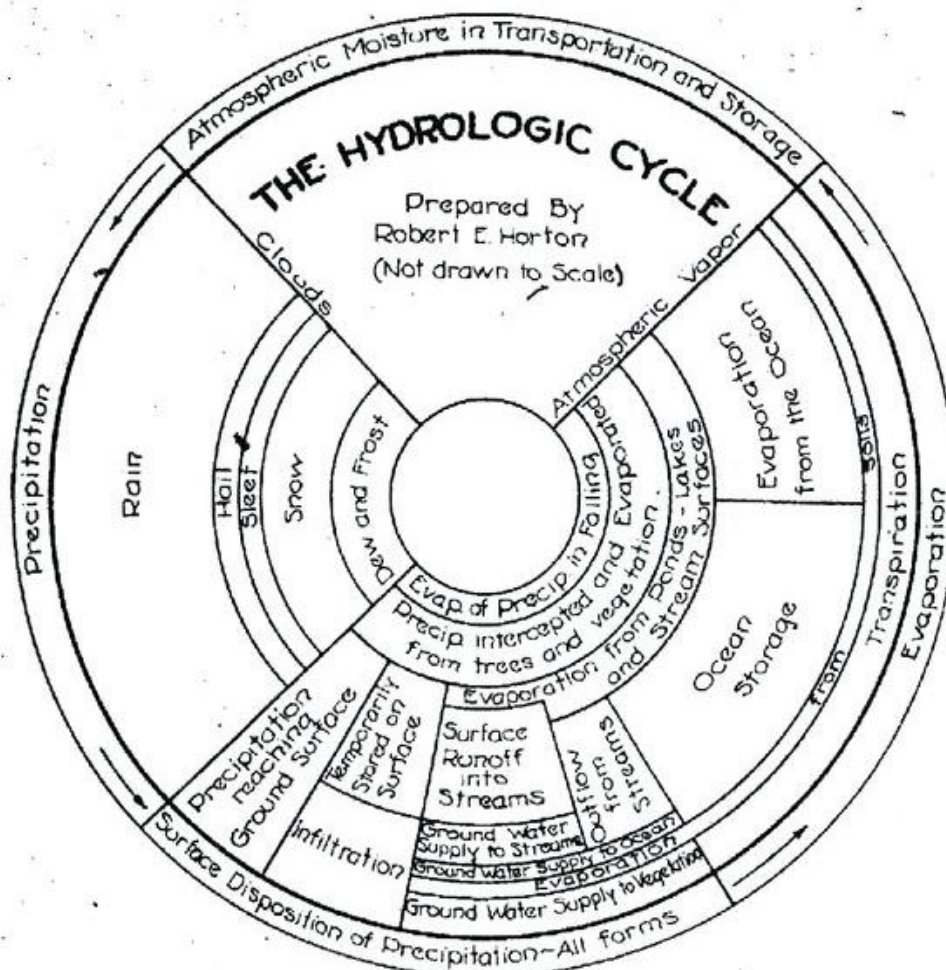 Atmospheric Moisture in Transportation and Storage
THE HYDROLOGIC CYCLE
Prepared By
Robert E. Horton
(Not drawn to Scale)
Clouds
Atmospheric Vapor
Precipitation
Rain
Hail
Sleet
Snow
Dew and Frost
Evap. of Precip. in Falling
Precip intercepted and Evaporated
from trees and vegetation.
Evaporation from Ponds-Lakes
and Stream Surfaces
Evaporation
from the Ocean
Ocean
Storage
Evaporation from soils
Transpiration
Evaporation
Precipitation
reaching
Ground Surface
Temporarily
Stored on
Surface
Infiltration
Surface
Runoff
into
Streams
Outflow
from
Streams
Ground Water
Supply to Streams
Ground Water Supply to Ocean
Ground Water Supply to Vegetation
Surface Disposition of Precipitation-All forms